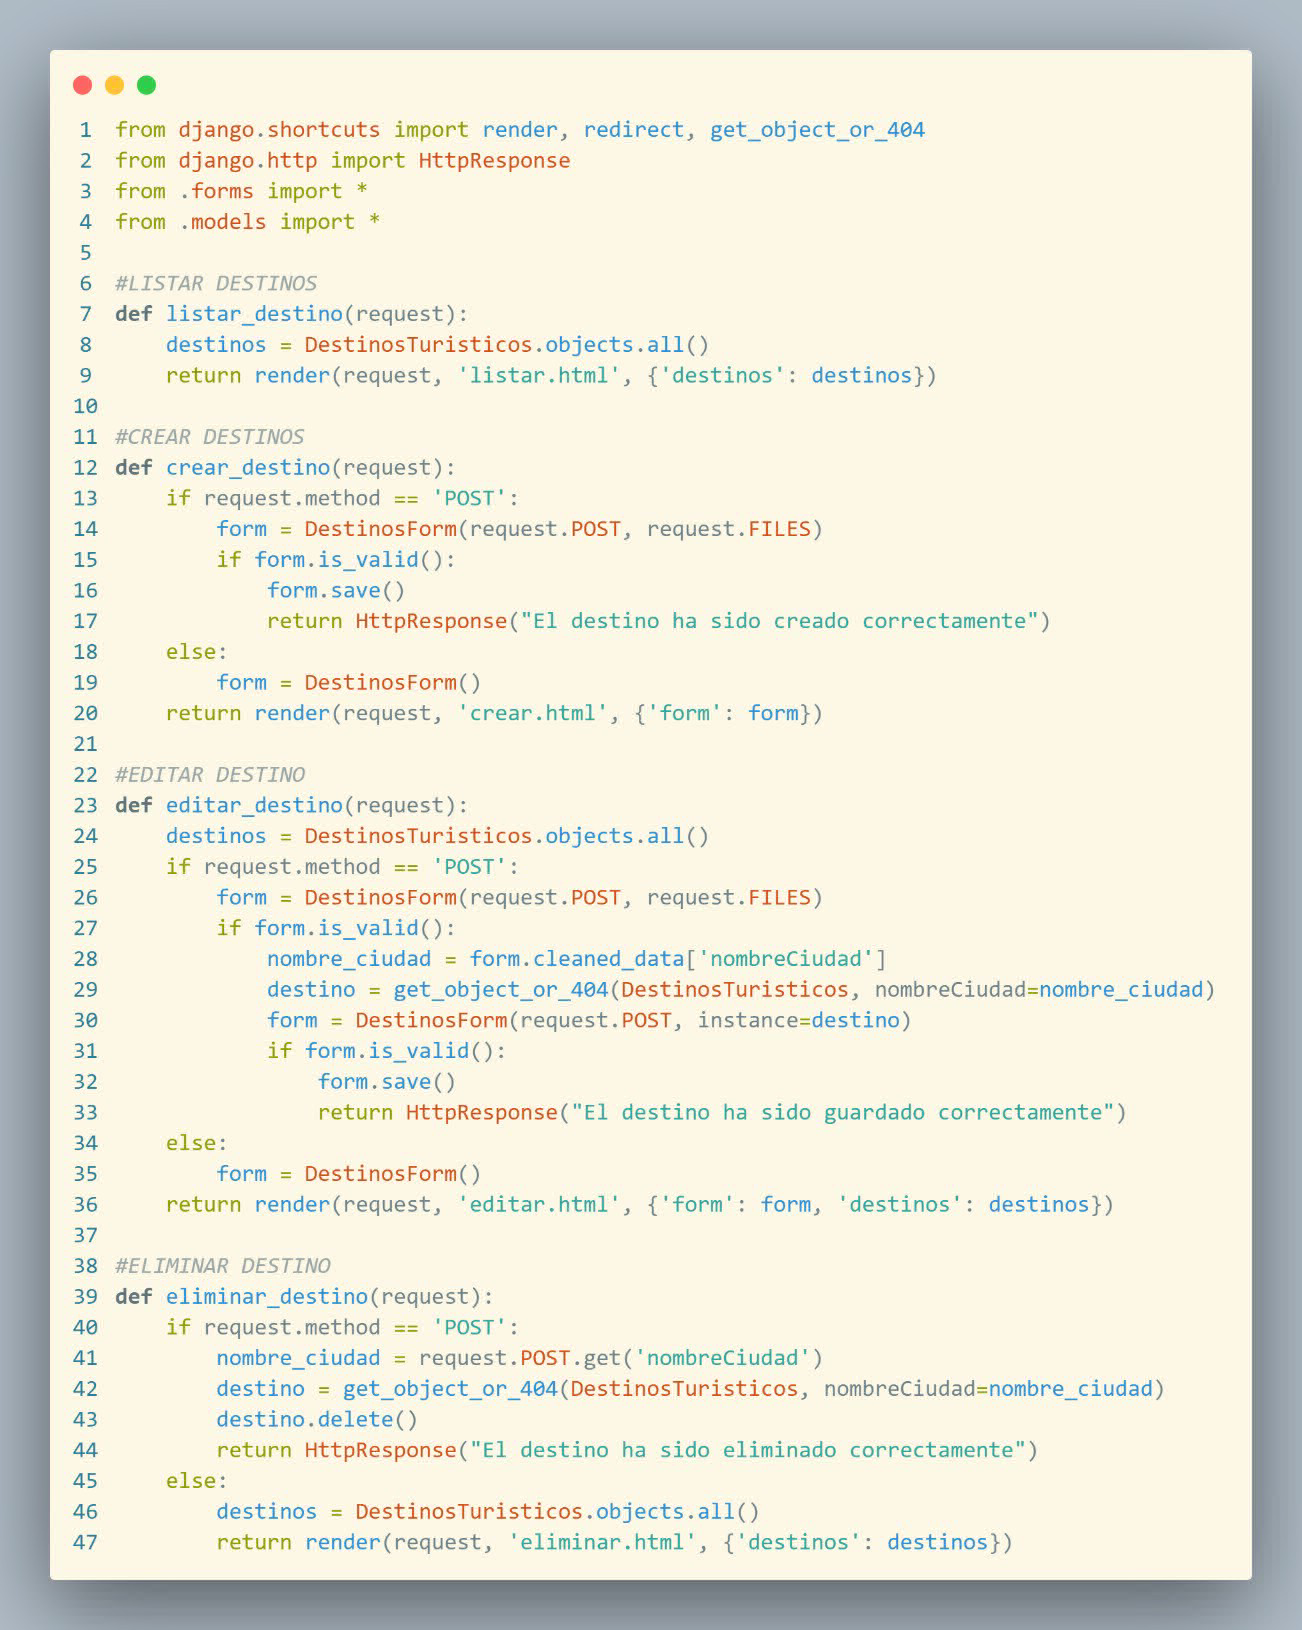 1 from django.shortcuts import render, redirect, get_object_or_404
2 from django.http import HttpResponse
3 from .forms import *
4 from .models import *
5
6 #LISTAR DESTINOS
7 def listar_destino(request):
8     destinos = DestinosTuristicos.objects.all()
9     return render(request, 'listar.html', {'destinos': destinos})
10
11 #CREAR DESTINOS
12 def crear_destino(request):
13     if request.method == 'POST':
14         form = DestinosForm(request.POST, request.FILES)
15         if form.is_valid():
16             form.save()
17             return HttpResponse("El destino ha sido creado correctamente")
18     else:
19         form = DestinosForm()
20     return render(request, 'crear.html', {'form': form})
21
22 #EDITAR DESTINO
23 def editar_destino(request):
24     destinos = DestinosTuristicos.objects.all()
25     if request.method == 'POST':
26         form = DestinosForm(request.POST, request.FILES)
27         if form.is_valid():
28             nombre_ciudad = form.cleaned_data['nombreCiudad']
29             destino = get_object_or_404(DestinosTuristicos, nombreCiudad=nombre_ciudad)
30             form = DestinosForm(request.POST, instance=destino)
31             if form.is_valid():
32                 form.save()
33                 return HttpResponse("El destino ha sido guardado correctamente")
34     else:
35         form = DestinosForm()
36     return render(request, 'editar.html', {'form': form, 'destinos': destinos})
37
38 #ELIMINAR DESTINO
39 def eliminar_destino(request):
40     if request.method == 'POST':
41         nombre_ciudad = request.POST.get('nombreCiudad')
42         destino = get_object_or_404(DestinosTuristicos, nombreCiudad=nombre_ciudad)
43         destino.delete()
44         return HttpResponse("El destino ha sido eliminado correctamente")
45     else:
46         destinos = DestinosTuristicos.objects.all()
47         return render(request, 'eliminar.html', {'destinos': destinos})